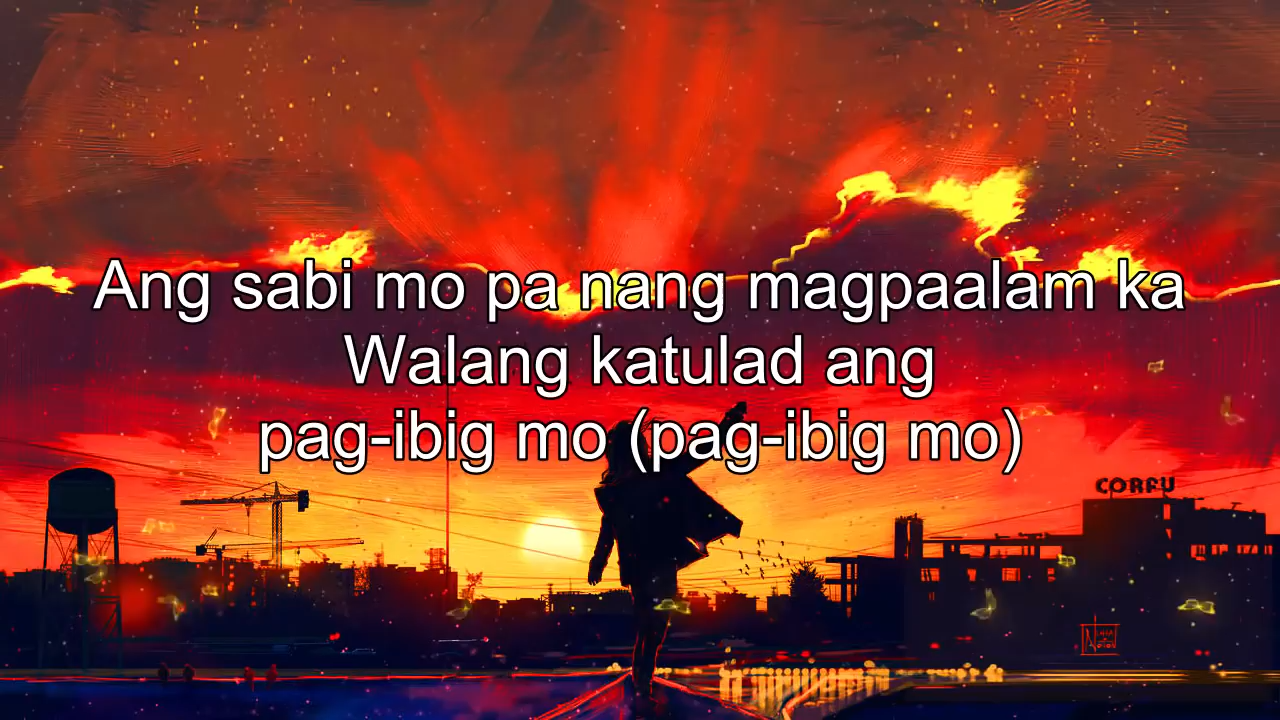 Ang sabi mo pa nang magpaalam ka
Walang katulad ang
pag-ibig mo (pag-ibig mo)
CORFU